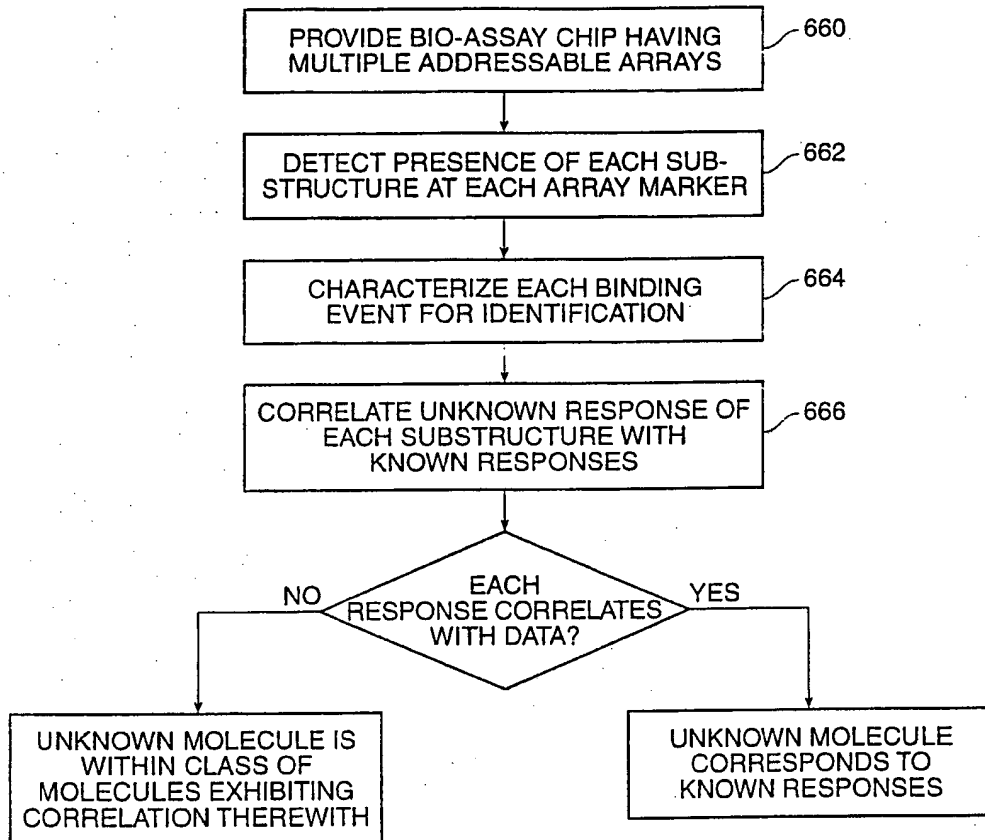 PROVIDE BIO-ASSAY CHIP HAVING
MULTIPLE ADDRESSABLE ARRAYS
660
DETECT PRESENCE OF EACH SUB-
STRUCTURE AT EACH ARRAY MARKER
662
CHARACTERIZE EACH BINDING
EVENT FOR IDENTIFICATION
664
CORRELATE UNKNOWN RESPONSE OF
EACH SUBSTRUCTURE WITH
KNOWN RESPONSES
666
EACH
RESPONSE CORRELATES
WITH DATA?
NO
YES
UNKNOWN MOLECULE IS
WITHIN CLASS OF
MOLECULES EXHIBITING
CORRELATION THEREWITH
UNKNOWN MOLECULE
CORRESPONDS TO
KNOWN RESPONSES